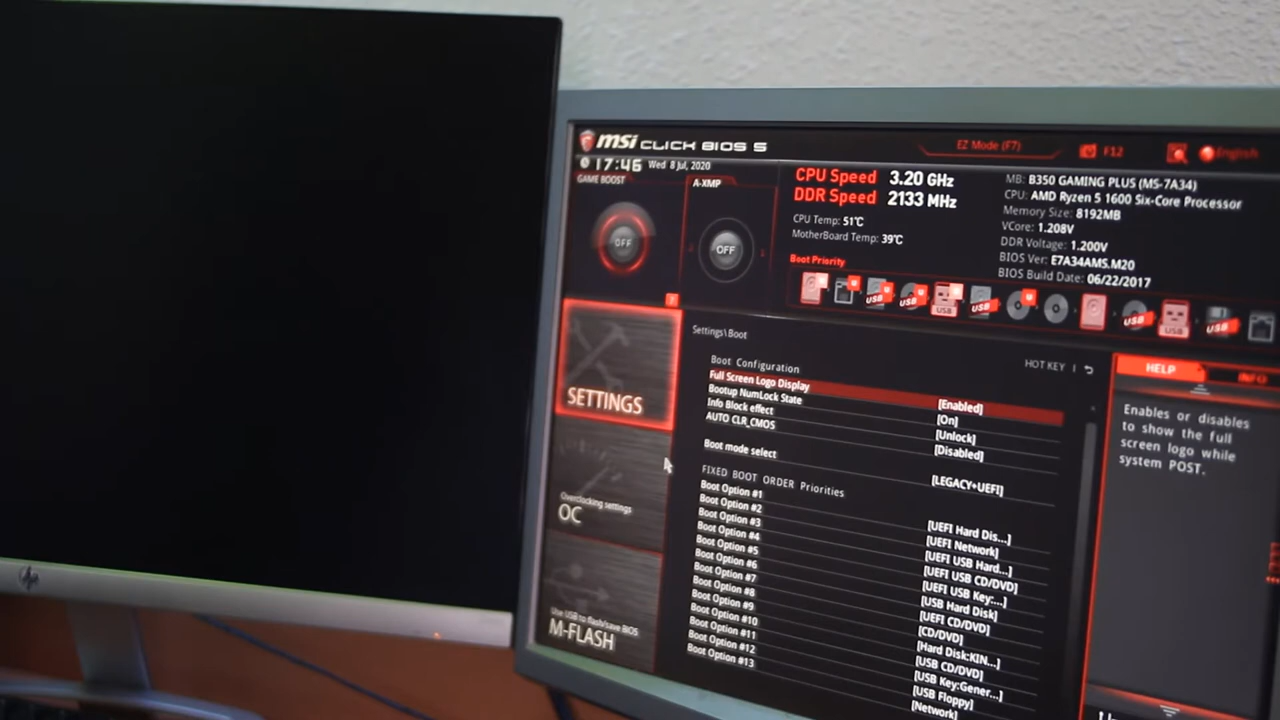 msi CLICK BIOS 5
EZ Mode (F7)
F12
English
17:46 Wed 8 Jul, 2020
GAME BOOST
OFF
A-XMP
OFF
CPU Speed 3.20 GHz
DDR Speed 2133 MHz
CPU Temp: 51°C
MotherBoard Temp: 39°C
MB: B350 GAMING PLUS (MS-7A34)
CPU: AMD Ryzen 5 1600 Six-Core Processor
Memory Size: 8192MB
VCore: 1.208V
DDR Voltage: 1.200V
BIOS Ver: E7A34AMS.M20
BIOS Build Date: 06/22/2017
Boot Priority
USB
USB
USB
USB
USB
USB
USB
SETTINGS
Overclocking settings
OC
Use USB to flash/save BIOS
M-FLASH
Settings\Boot
HOT KEY
Boot Configuration
Full Screen Logo Display [Enabled]
Bootup NumLock State [On]
Info Block effect [Unlock]
AUTO CLR_CMOS [Disabled]
Boot mode select [LEGACY+UEFI]
FIXED BOOT ORDER Priorities
Boot Option #1 [UEFI Hard Dis...]
Boot Option #2 [UEFI Network]
Boot Option #3 [UEFI USB Hard...]
Boot Option #4 [UEFI USB CD/DVD]
Boot Option #5 [UEFI USB Key:...]
Boot Option #6 [USB Hard Disk]
Boot Option #7 [UEFI CD/DVD]
Boot Option #8 [CD/DVD]
Boot Option #9 [Hard Disk:KIN...]
Boot Option #10 [USB CD/DVD]
Boot Option #11 [USB Key:Gener...]
Boot Option #12 [USB Floppy]
Boot Option #13 [Network]
HELP
INFO
Enables or disables
to show the full
screen logo while
system POST.
hp